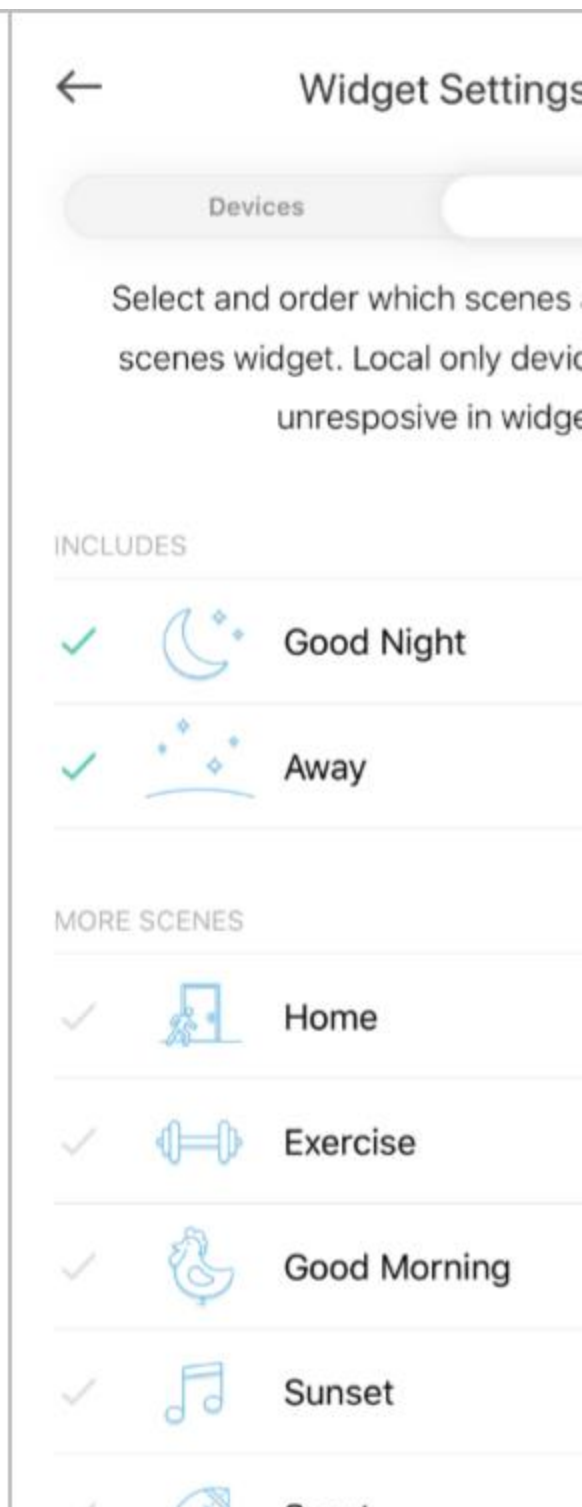 Widget Settings
Devices
Select and order which scenes
scenes widget. Local only devic
unresposive in widge
INCLUDES
Good Night
Away
MORE SCENES
Home
Exercise
Good Morning
Sunset